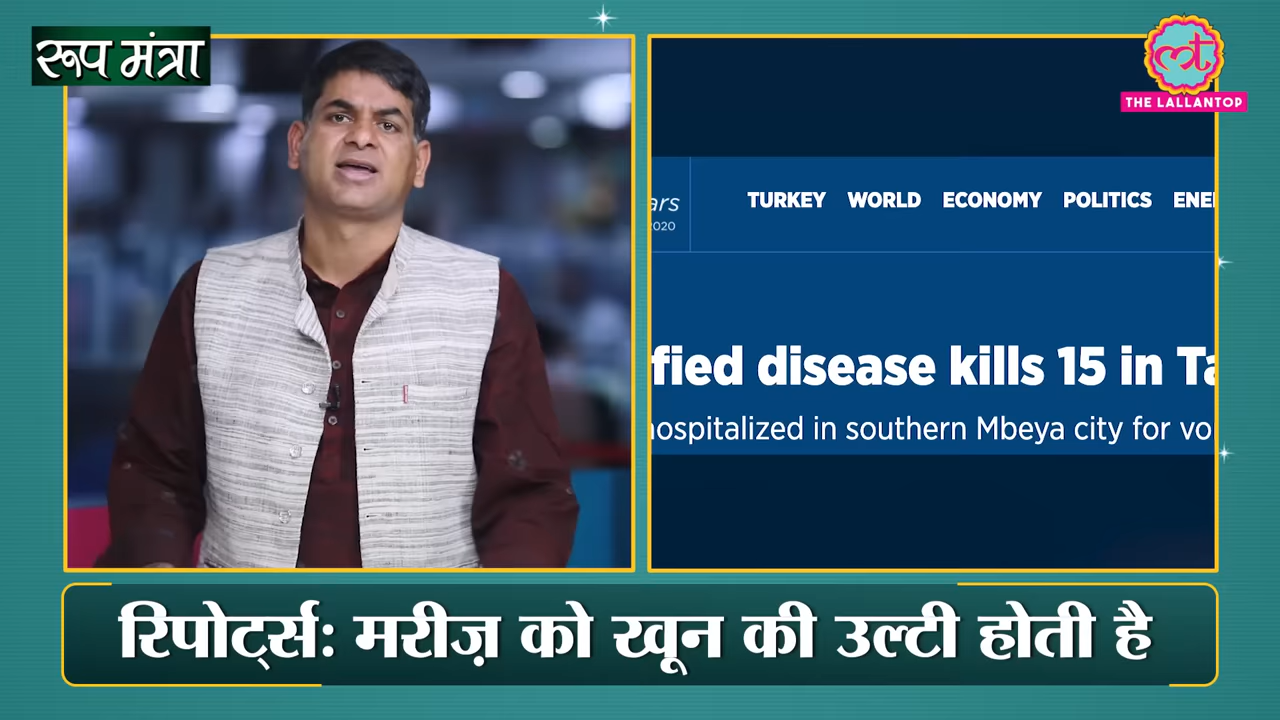 रूप मंत्रा
THE LALLANTOP
ars
2020
TURKEY WORLD ECONOMY POLITICS ENE
fied disease kills 15 in Ta
hospitalized in southern Mbeya city for vo
रिपोर्ट्स: मरीज़ को खून की उल्टी होती है